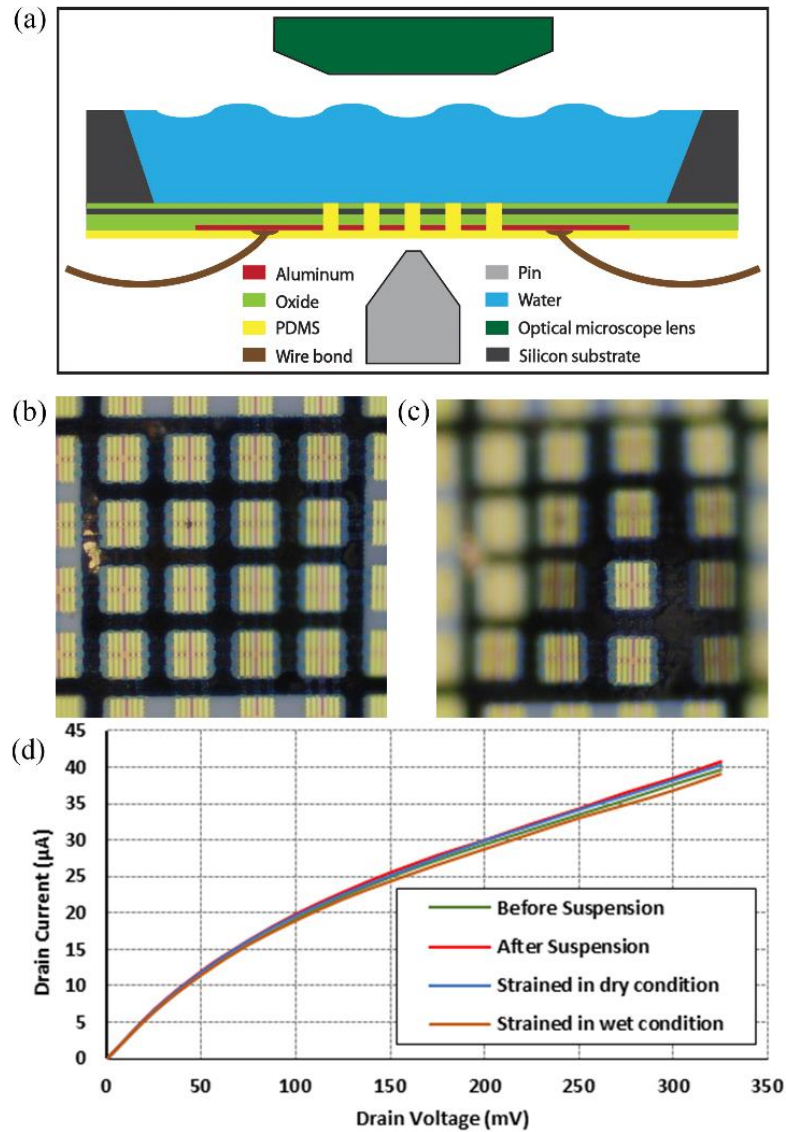 (a)
Aluminum
Oxide
PDMS
Wire bond
Pin
Water
Optical microscope lens
Silicon substrate
(b)
(c)
(d)
45
40
35
30
25
20
15
10
5
0
Drain Current (µA)
Before Suspension
After Suspension
Strained in dry condition
Strained in wet condition
0 50 100 150 200 250 300 350
Drain Voltage (mV)